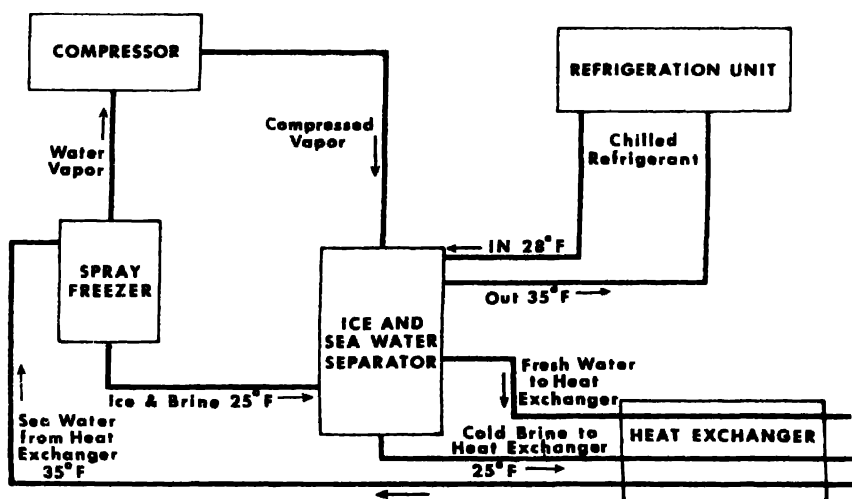 COMPRESSOR
REFRIGERATION UNIT
Compressed
Vapor
Chilled
Refrigerant
Water
Vapor
IN 28°F
SPRAY
FREEZER
Out 35°F
ICE AND
SEA WATER
SEPARATOR
Fresh Water
to Heat
Exchanger
Ice & Brine 25°F
Sea Water
from Heat
Exchanger
35°F
Cold Brine to
Heat Exchanger
25°F
HEAT EXCHANGER